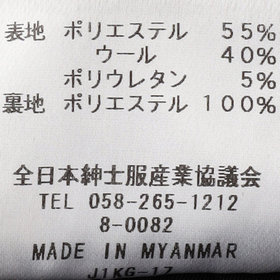 表地 ポリエステル 55%
ウール 40%
ポリウレタン 5%
裏地 ポリエステル 100%
全日本紳士服産業協議会
TEL 058-265-1212
8-0082
MADE IN MYANMAR
J1KG-17